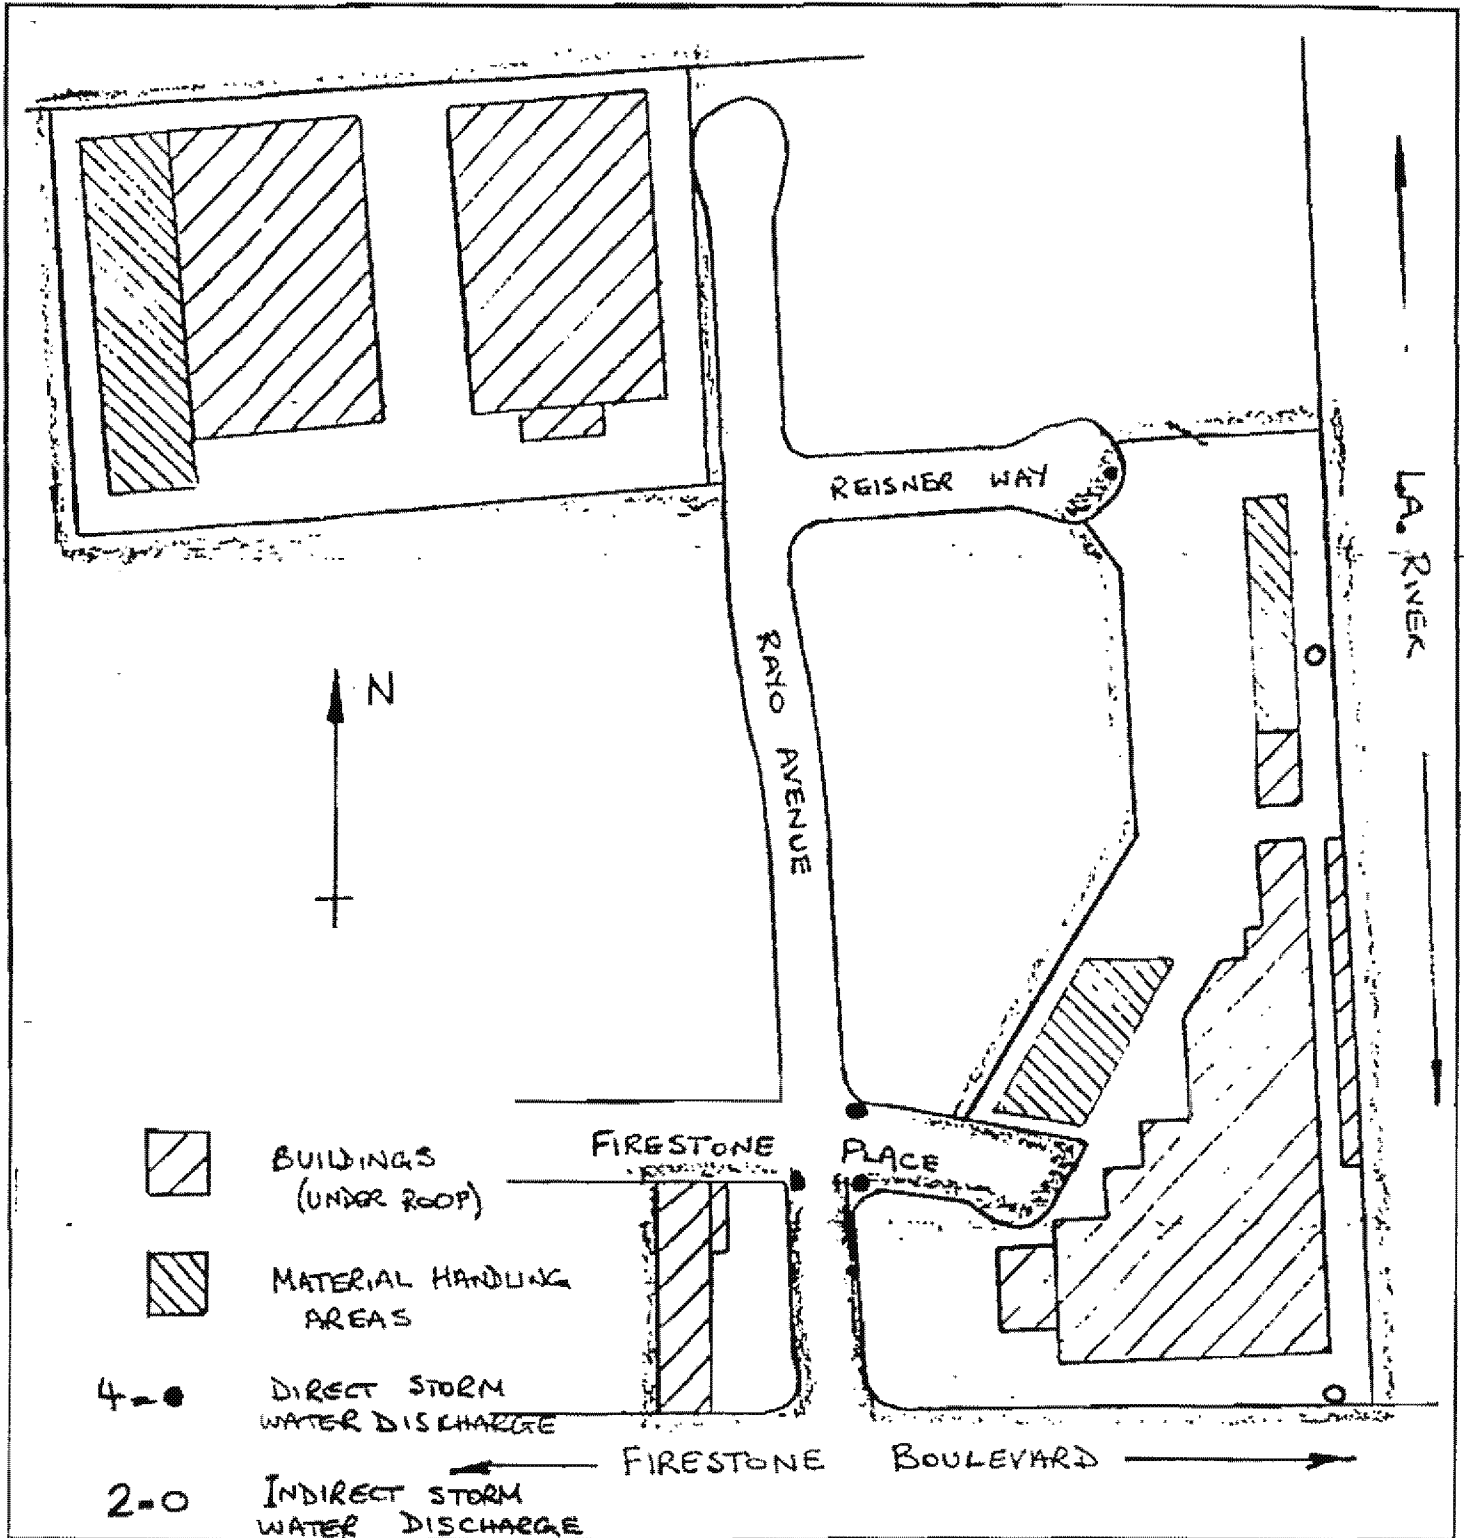 REISNER WAY
L.A. RIVER
N
RAYO AVENUE
FIRESTONE PLACE
BUILDINGS
(UNDER ROOF)
MATERIAL HANDLING
AREAS
4-● DIRECT STORM
WATER DISCHARGE
FIRESTONE BOULEVARD
2-O INDIRECT STORM
WATER DISCHARGE